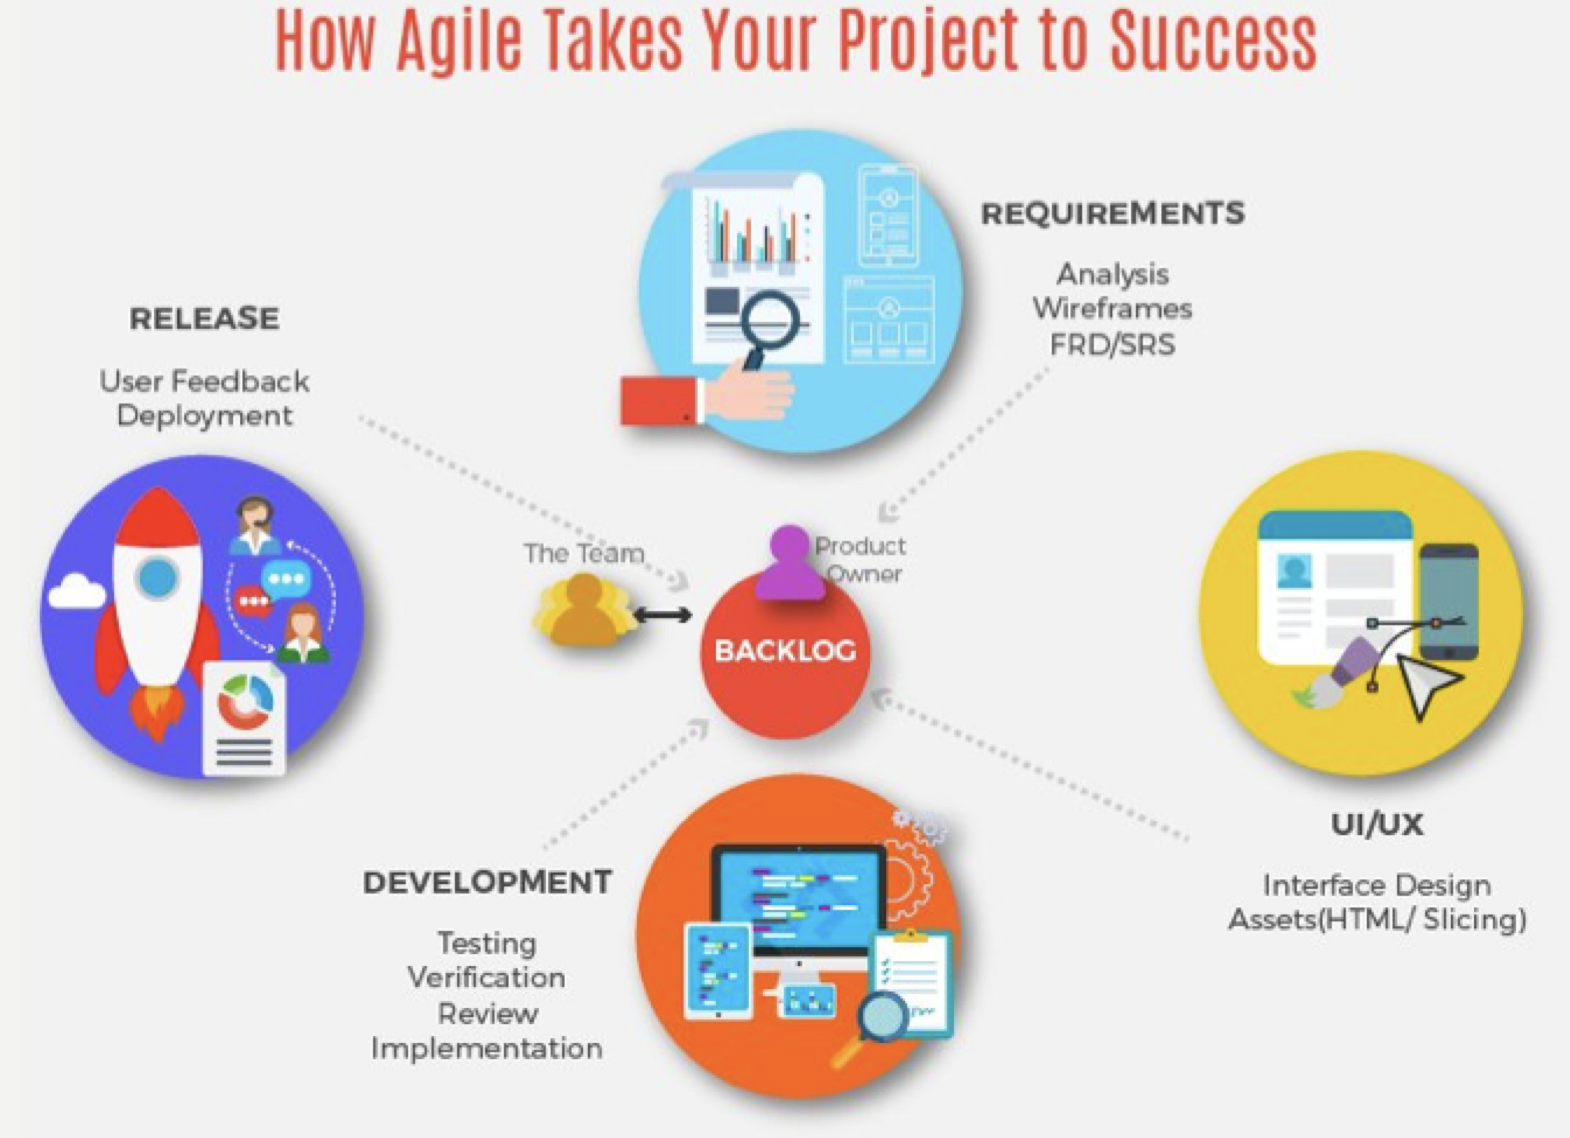 How Agile Takes Your Project to Success
REQUIREMENTS
Analysis
Wireframes
FRD/SRS
RELEASE
User Feedback
Deployment
The Team
Product
Owner
BACKLOG
UI/UX
Interface Design
Assets(HTML/ Slicing)
DEVELOPMENT
Testing
Verification
Review
Implementation